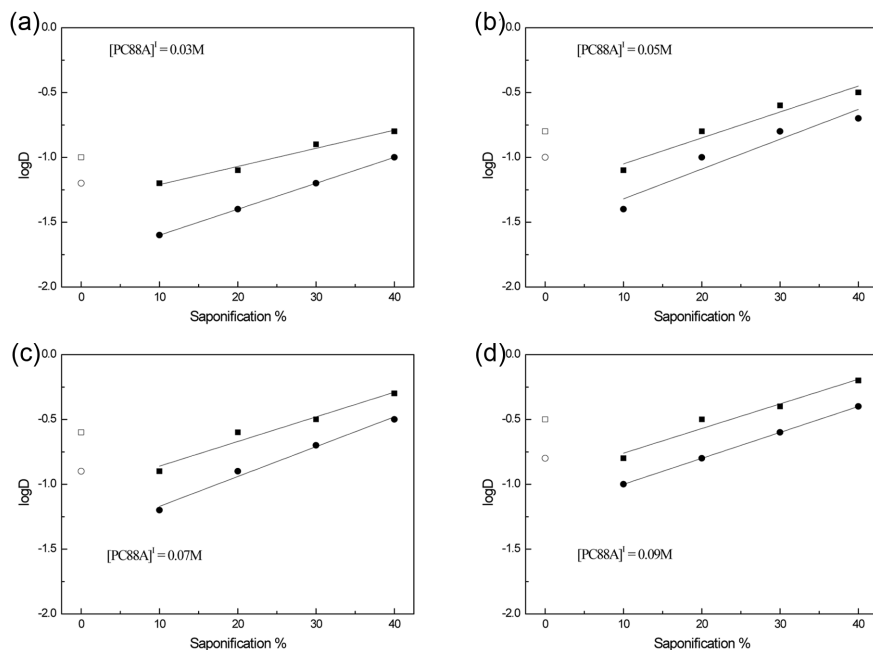 (a)
[PC88A]ᴵ = 0.03M
0.0
-0.5
-1.0
-1.5
-2.0
logD
0 10 20 30 40
Saponification %
(b)
[PC88A]ᴵ = 0.05M
0.0
-0.5
-1.0
-1.5
-2.0
logD
0 10 20 30 40
Saponification %
(c)
0.0
-0.5
-1.0
-1.5
-2.0
logD
[PC88A]ᴵ = 0.07M
0 10 20 30 40
Saponification %
(d)
0.0
-0.5
-1.0
-1.5
-2.0
logD
[PC88A]ᴵ = 0.09M
0 10 20 30 40
Saponification %